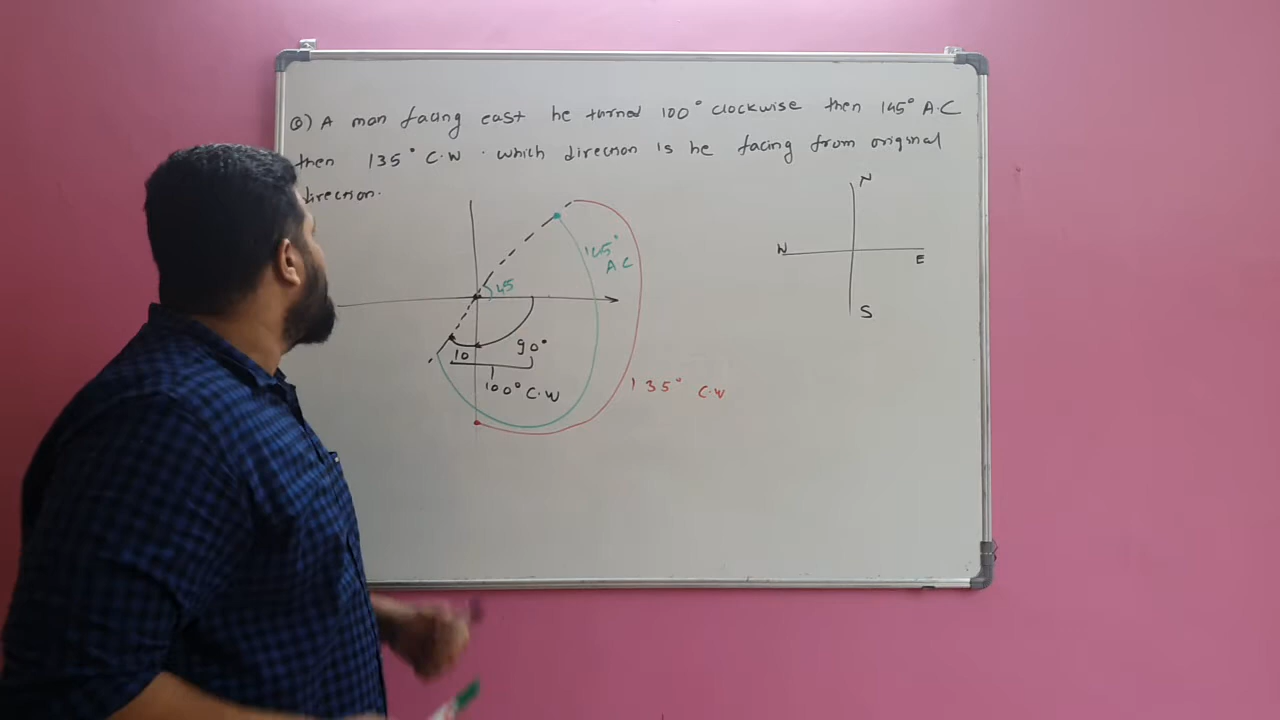 Q) A man facing east he turned 100° clockwise then 145° A.C
then 135° C.W . which direction is he facing from original
direction.
N
W
E
S
145°
A C
45
10
90°
100° C.W
135° C.W